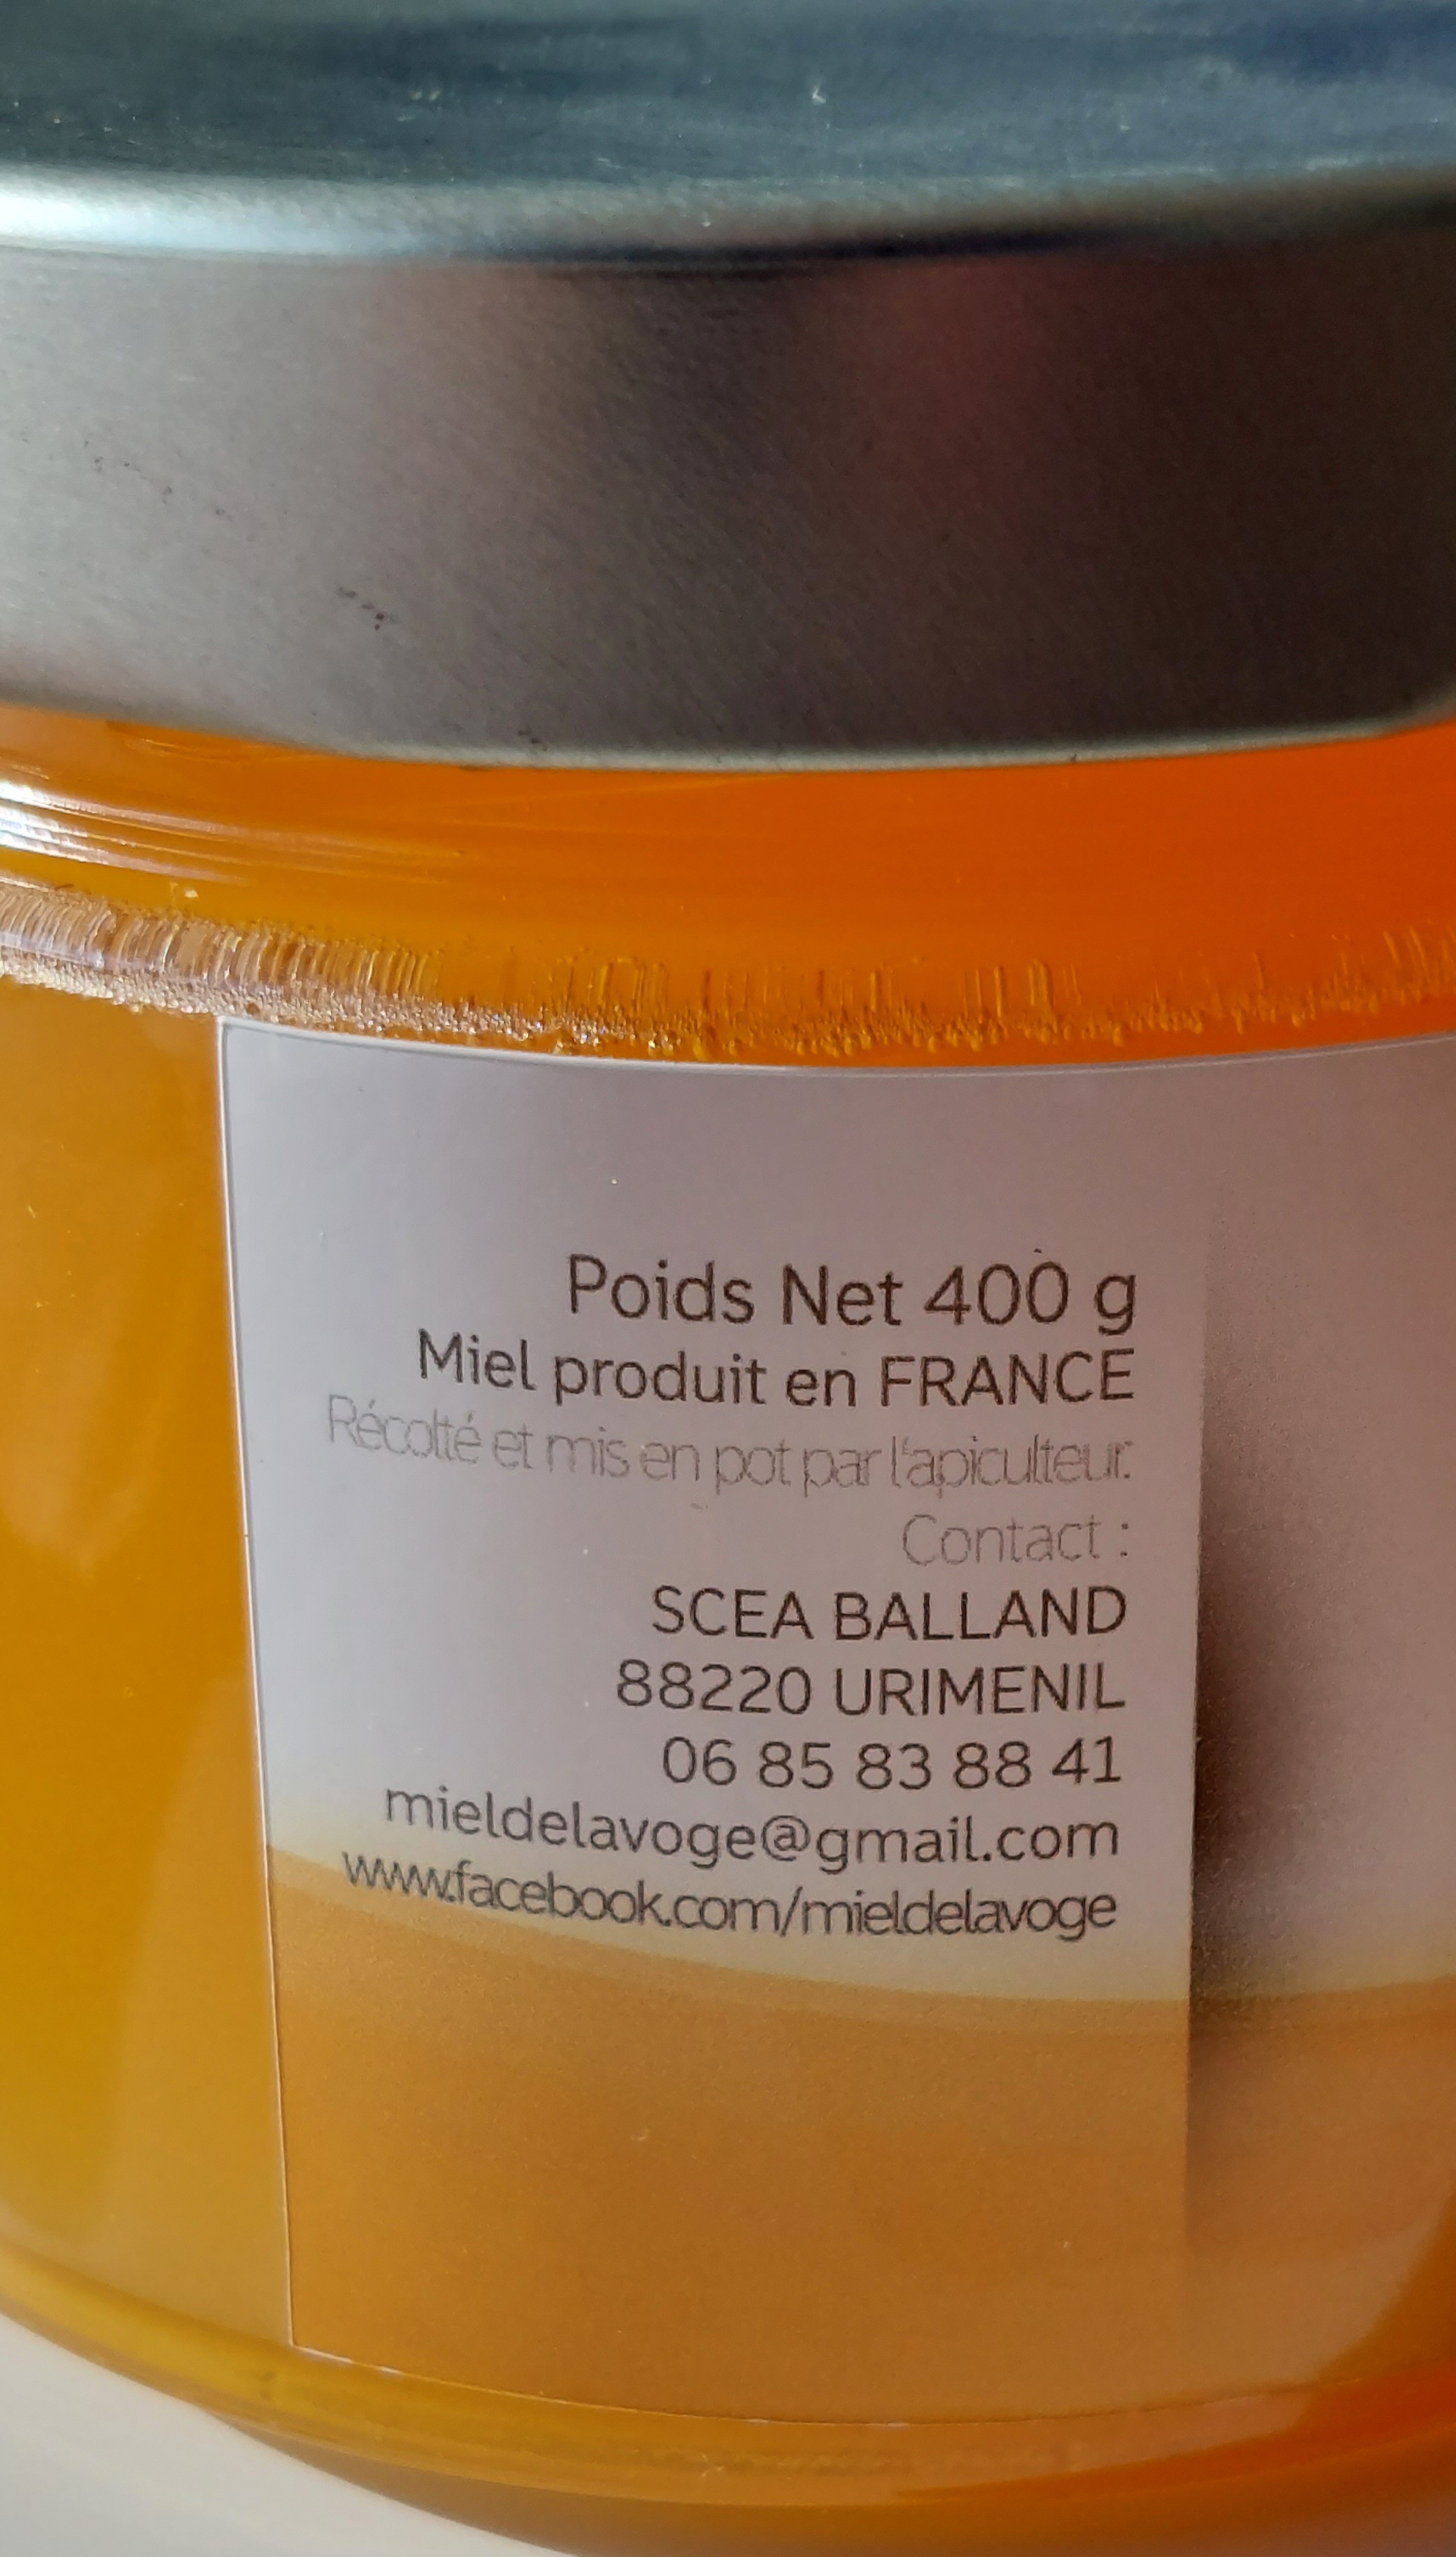 Poids Net 400 g
Miel produit en FRANCE
Récolté et mis en pot par l'apiculteur.
Contact :
SCEA BALLAND
88220 URIMENIL
06 85 83 88 41
mieldelavoge@gmail.com
www.facebook.com/mieldelavoge